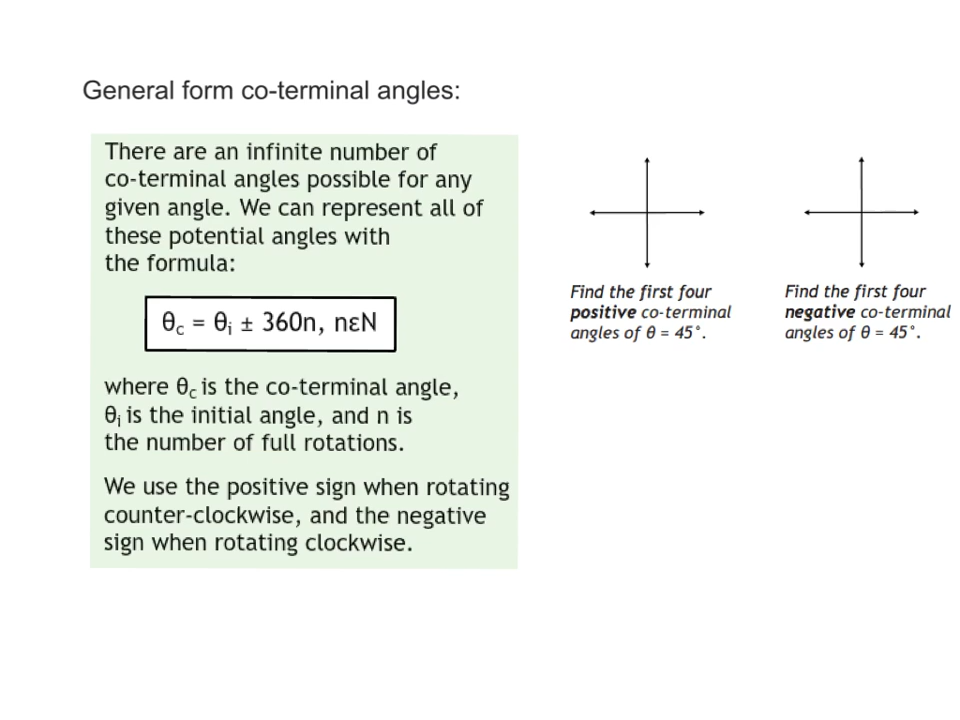 General form co-terminal angles:
There are an infinite number of
co-terminal angles possible for any
given angle. We can represent all of
these potential angles with
the formula:
θc = θi ± 360n, nεN
where θc is the co-terminal angle,
θi is the initial angle, and n is
the number of full rotations.
We use the positive sign when rotating
counter-clockwise, and the negative
sign when rotating clockwise.
Find the first four
positive co-terminal
angles of θ = 45°.
Find the first four
negative co-terminal
angles of θ = 45°.